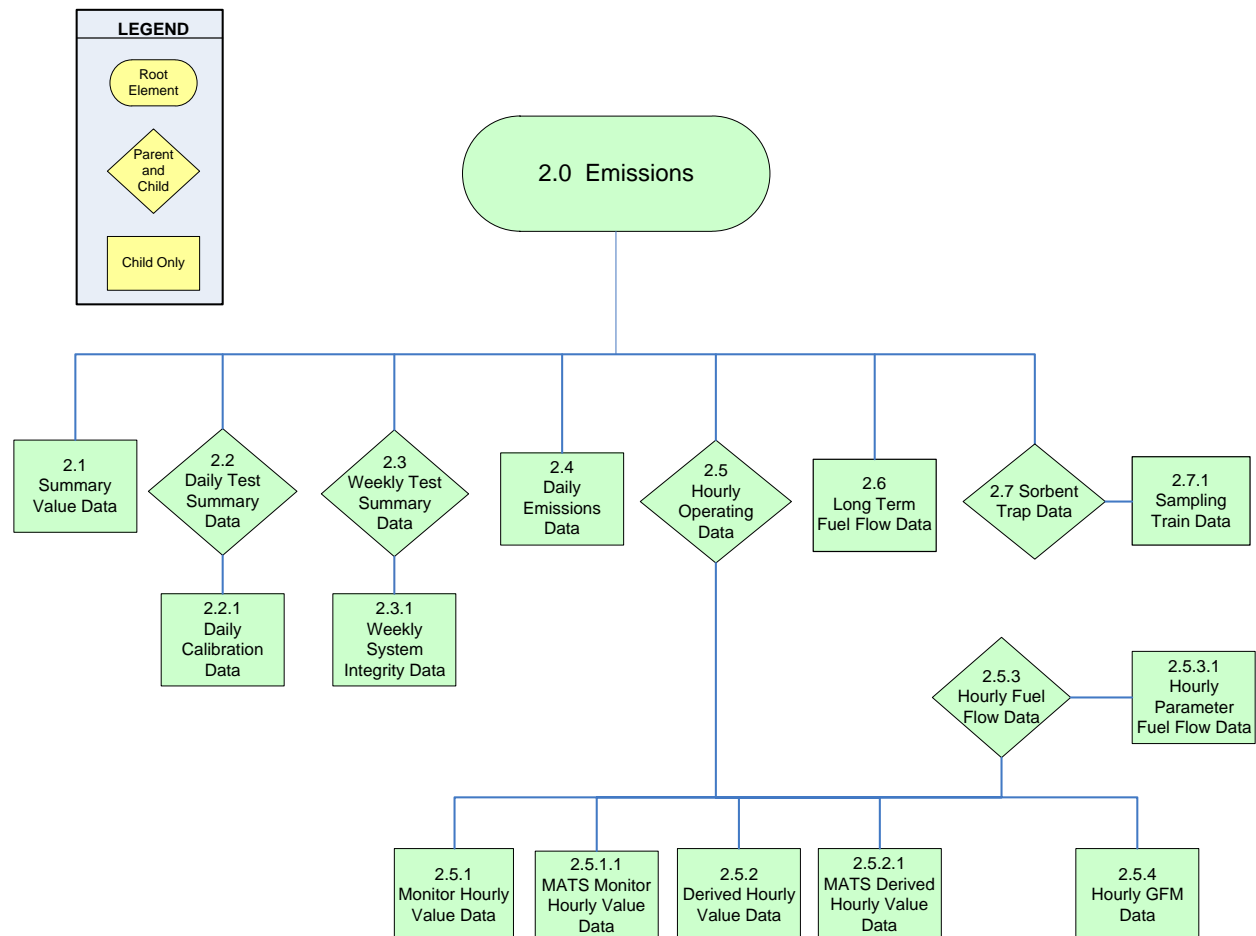 LEGEND
Root
Element
Parent
and
Child
Child Only
2.0 Emissions
2.1
Summary
Value Data
2.2
Daily Test
Summary
Data
2.3
Weekly Test
Summary
Data
2.4
Daily
Emissions
Data
2.5
Hourly
Operating
Data
2.6
Long Term
Fuel Flow Data
2.7 Sorbent
Trap Data
2.7.1
Sampling
Train Data
2.2.1
Daily
Calibration
Data
2.3.1
Weekly
System
Integrity Data
2.5.3
Hourly Fuel
Flow Data
2.5.3.1
Hourly
Parameter
Fuel Flow Data
2.5.1
Monitor Hourly
Value Data
2.5.1.1
MATS Monitor
Hourly Value
Data
2.5.2
Derived Hourly
Value Data
2.5.2.1
MATS Derived
Hourly Value
Data
2.5.4
Hourly GFM
Data